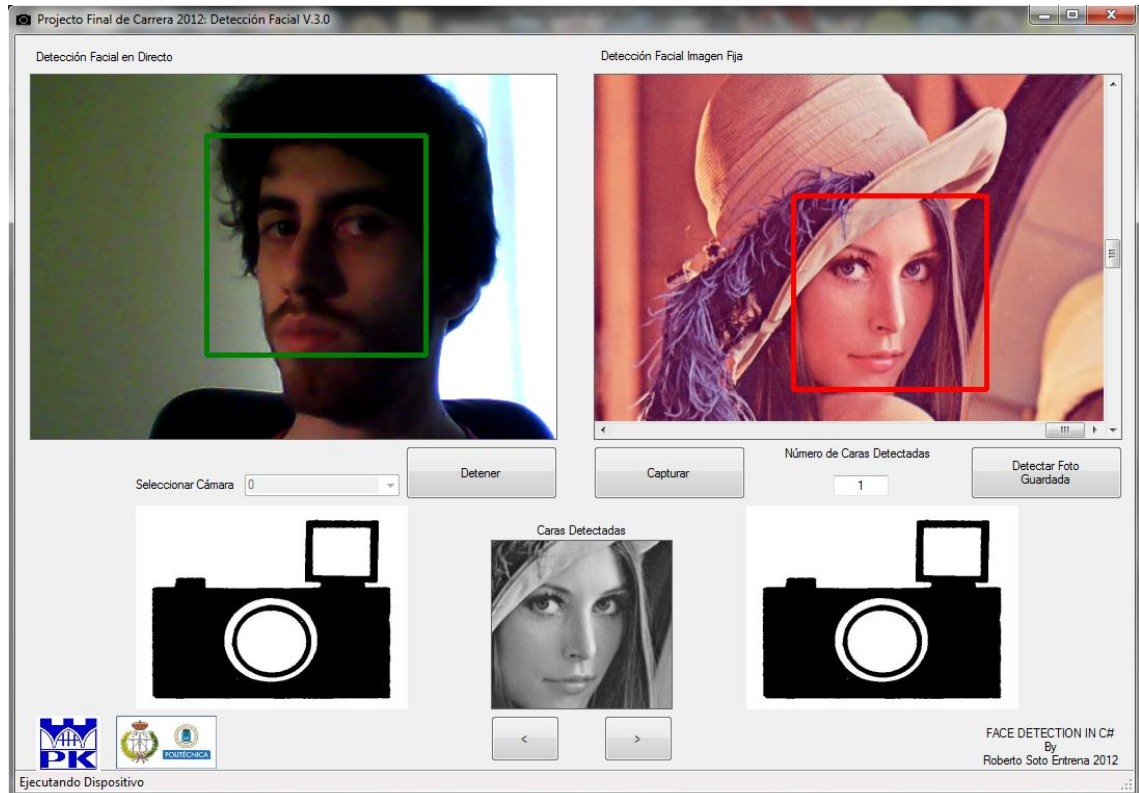 Projecto Final de Carrera 2012: Detección Facial V.3.0
Detección Facial en Directo
Detección Facial Imagen Fija
Seleccionar Cámara
0
Detener
Capturar
Número de Caras Detectadas
1
Detectar Foto
Guardada
Caras Detectadas
<
>
PK
POLITÉCNICA
FACE DETECTION IN C#
By
Roberto Soto Entrena 2012
Ejecutando Dispositivo